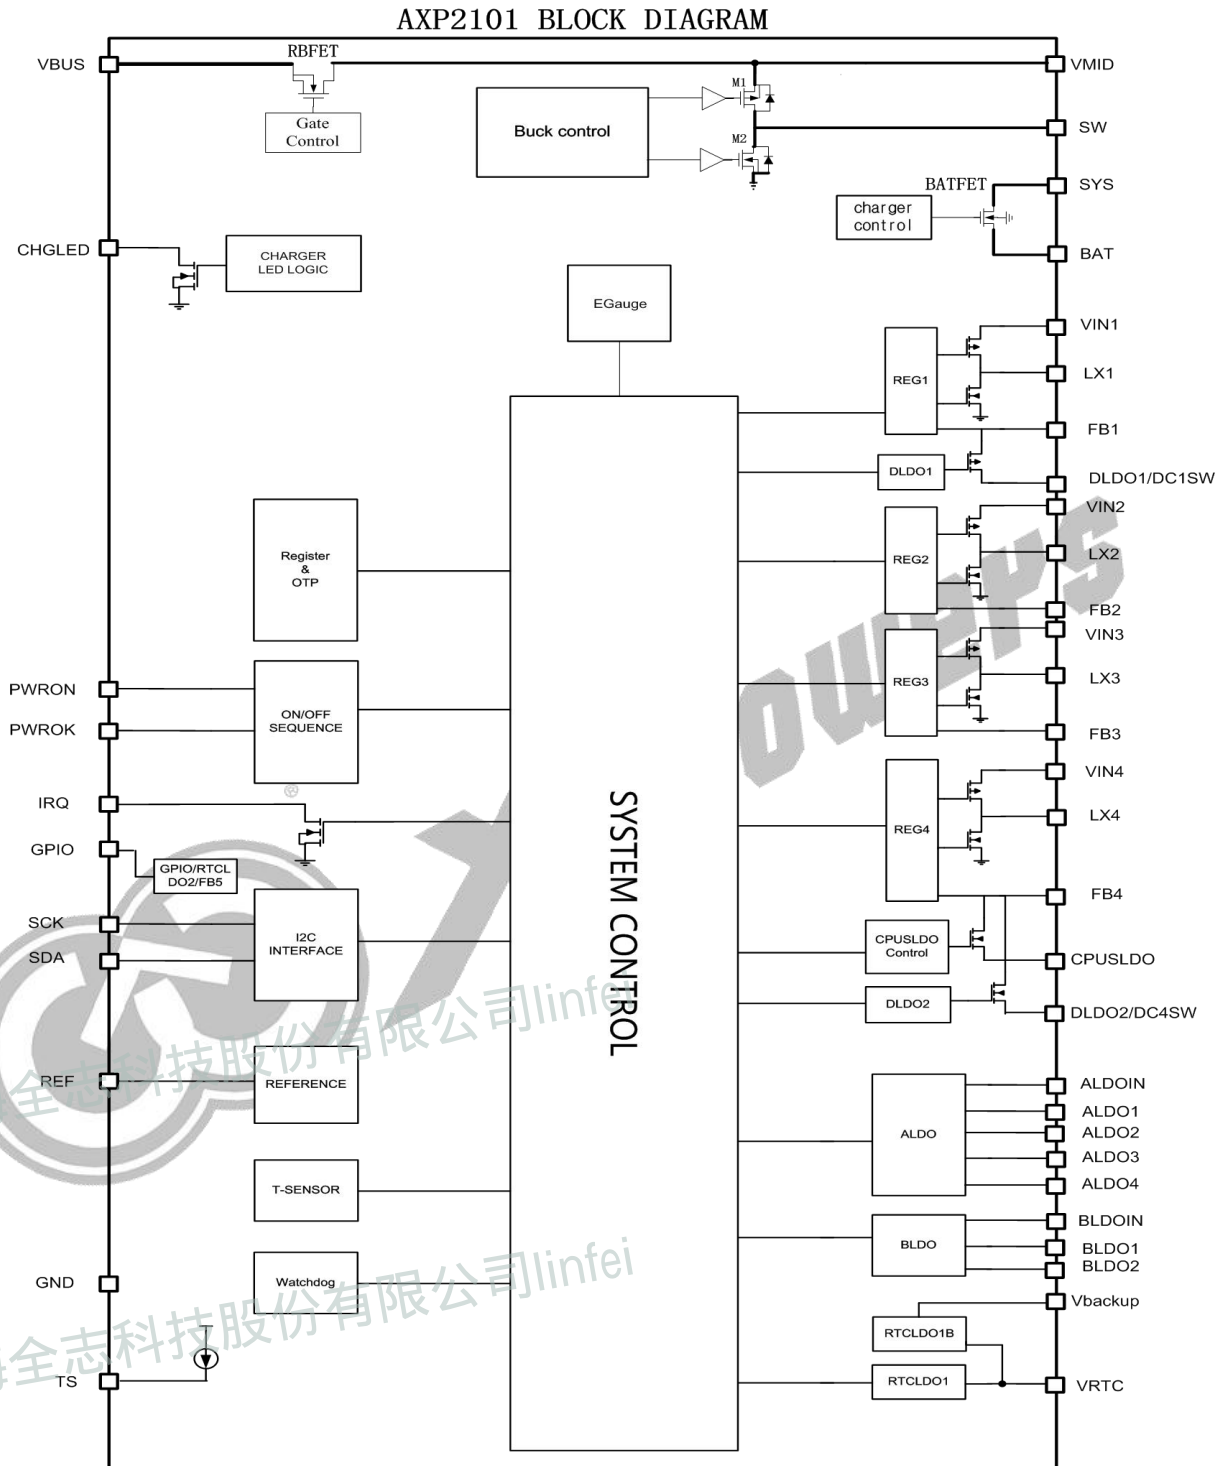 AXP2101 BLOCK DIAGRAM
VBUS
RBFET
VMID
Gate
Control
Buck control
M1
M2
SW
SYS
BATFET
charger
control
BAT
CHGLED
CHARGER
LED LOGIC
EGauge
VIN1
REG1
LX1
FB1
DLDO1
DLDO1/DC1SW
VIN2
REG2
LX2
FB2
VIN3
REG3
LX3
FB3
VIN4
REG4
LX4
FB4
CPUSLDO
Control
CPUSLDO
DLDO2
DLDO2/DC4SW
Register
&
OTP
PWRON
PWROK
ON/OFF
SEQUENCE
IRQ
GPIO
GPIO/RTCL
DO2/FB5
SCK
SDA
I2C
INTERFACE
SYSTEM CONTROL
REF
REFERENCE
T-SENSOR
GND
Watchdog
TS
ALDO
ALDOIN
ALDO1
ALDO2
ALDO3
ALDO4
BLDO
BLDOIN
BLDO1
BLDO2
Vbackup
RTCLDO1B
RTCLDO1
VRTC
®
owers
全志科技股份有限公司linfei
全志科技股份有限公司linfei